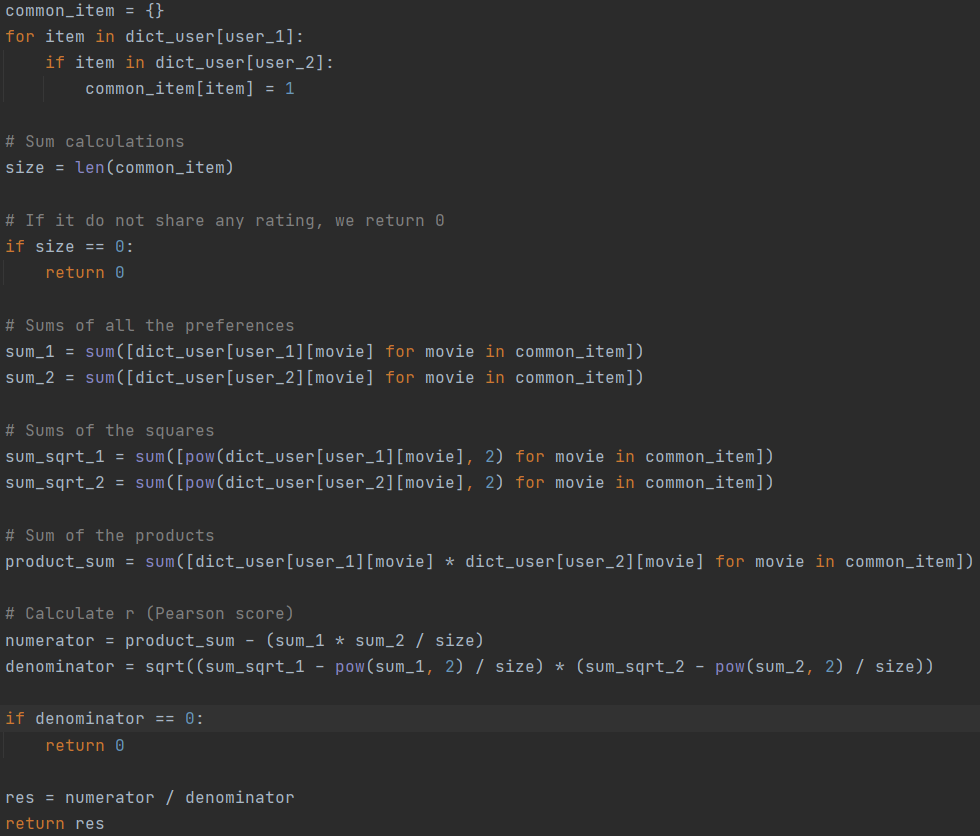 common_item = {}
for item in dict_user[user_1]:
    if item in dict_user[user_2]:
        common_item[item] = 1
# Sum calculations
size = len(common_item)
# If it do not share any rating, we return 0
if size == 0:
    return 0
# Sums of all the preferences
sum_1 = sum([dict_user[user_1][movie] for movie in common_item])
sum_2 = sum([dict_user[user_2][movie] for movie in common_item])
# Sums of the squares
sum_sqrt_1 = sum([pow(dict_user[user_1][movie], 2) for movie in common_item])
sum_sqrt_2 = sum([pow(dict_user[user_2][movie], 2) for movie in common_item])
# Sum of the products
product_sum = sum([dict_user[user_1][movie] * dict_user[user_2][movie] for movie in common_item])
# Calculate r (Pearson score)
numerator = product_sum - (sum_1 * sum_2 / size)
denominator = sqrt((sum_sqrt_1 - pow(sum_1, 2) / size) * (sum_sqrt_2 - pow(sum_2, 2) / size))
if denominator == 0:
    return 0
res = numerator / denominator
return res